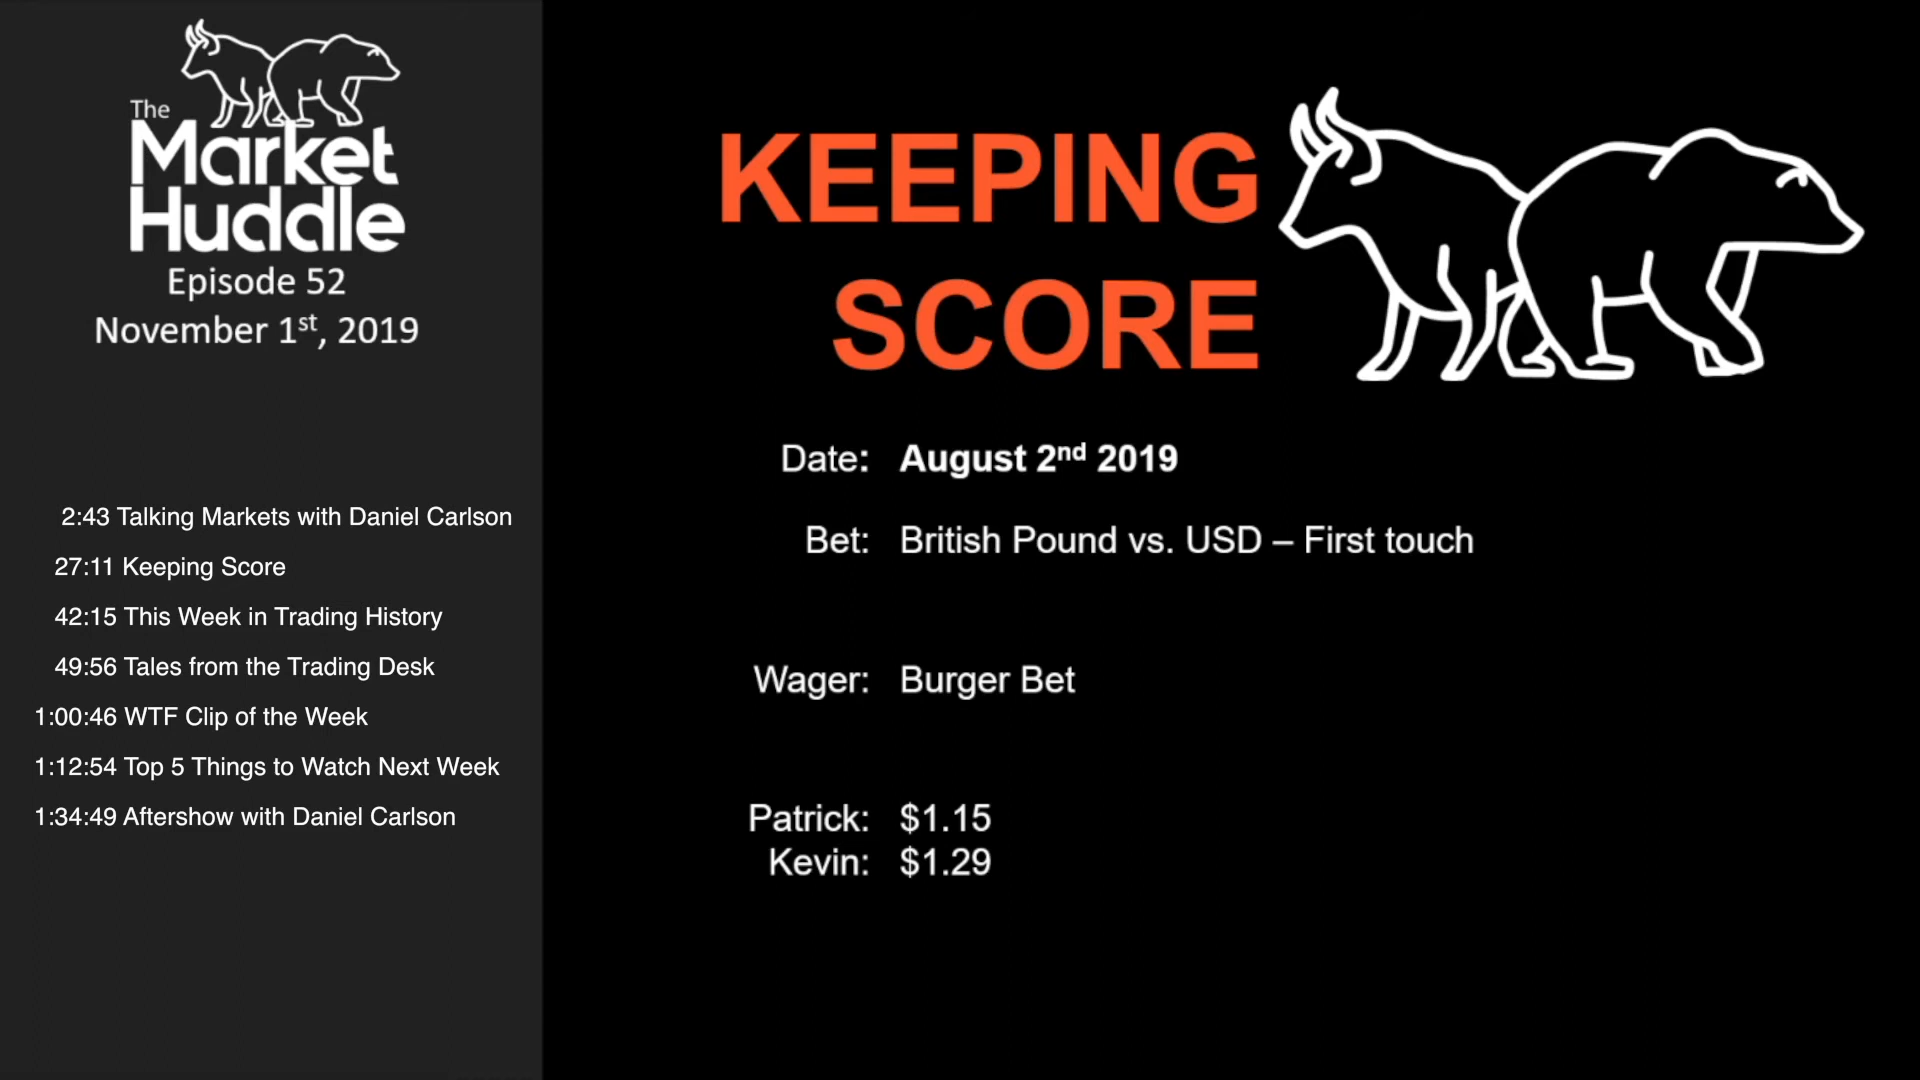 The
Market
Huddle
Episode 52
November 1st, 2019
2:43 Talking Markets with Daniel Carlson
27:11 Keeping Score
42:15 This Week in Trading History
49:56 Tales from the Trading Desk
1:00:46 WTF Clip of the Week
1:12:54 Top 5 Things to Watch Next Week
1:34:49 Aftershow with Daniel Carlson
KEEPING
SCORE
Date: August 2nd 2019
Bet: British Pound vs. USD – First touch
Wager: Burger Bet
Patrick: $1.15
Kevin: $1.29